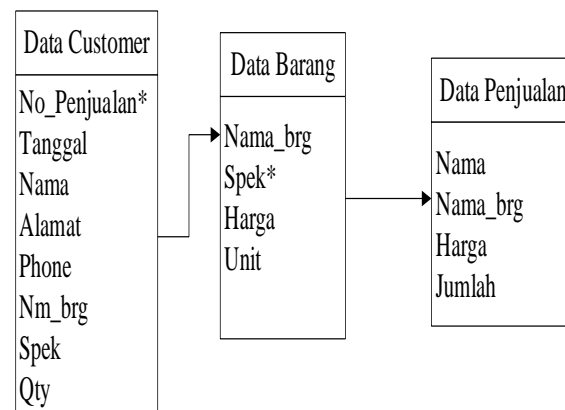 Data Customer
No_Penjualan*
Tanggal
Nama
Alamat
Phone
Nm_brg
Spek
Qty
Data Barang
Nama_brg
Spek*
Harga
Unit
Data Penjualan
Nama
Nama_brg
Harga
Jumlah